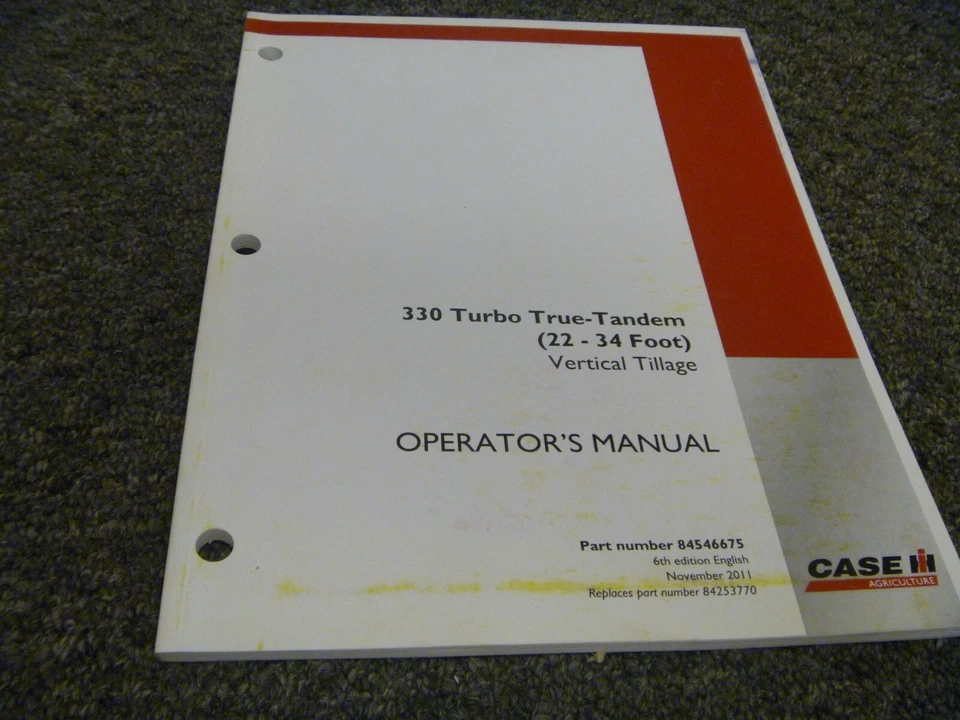 330 Turbo True-Tandem
(22 - 34 Foot)
Vertical Tillage
OPERATOR'S MANUAL
Part number 84546675
6th edition English
November 2011
Replaces part number 84253770
CASE IH
AGRICULTURE